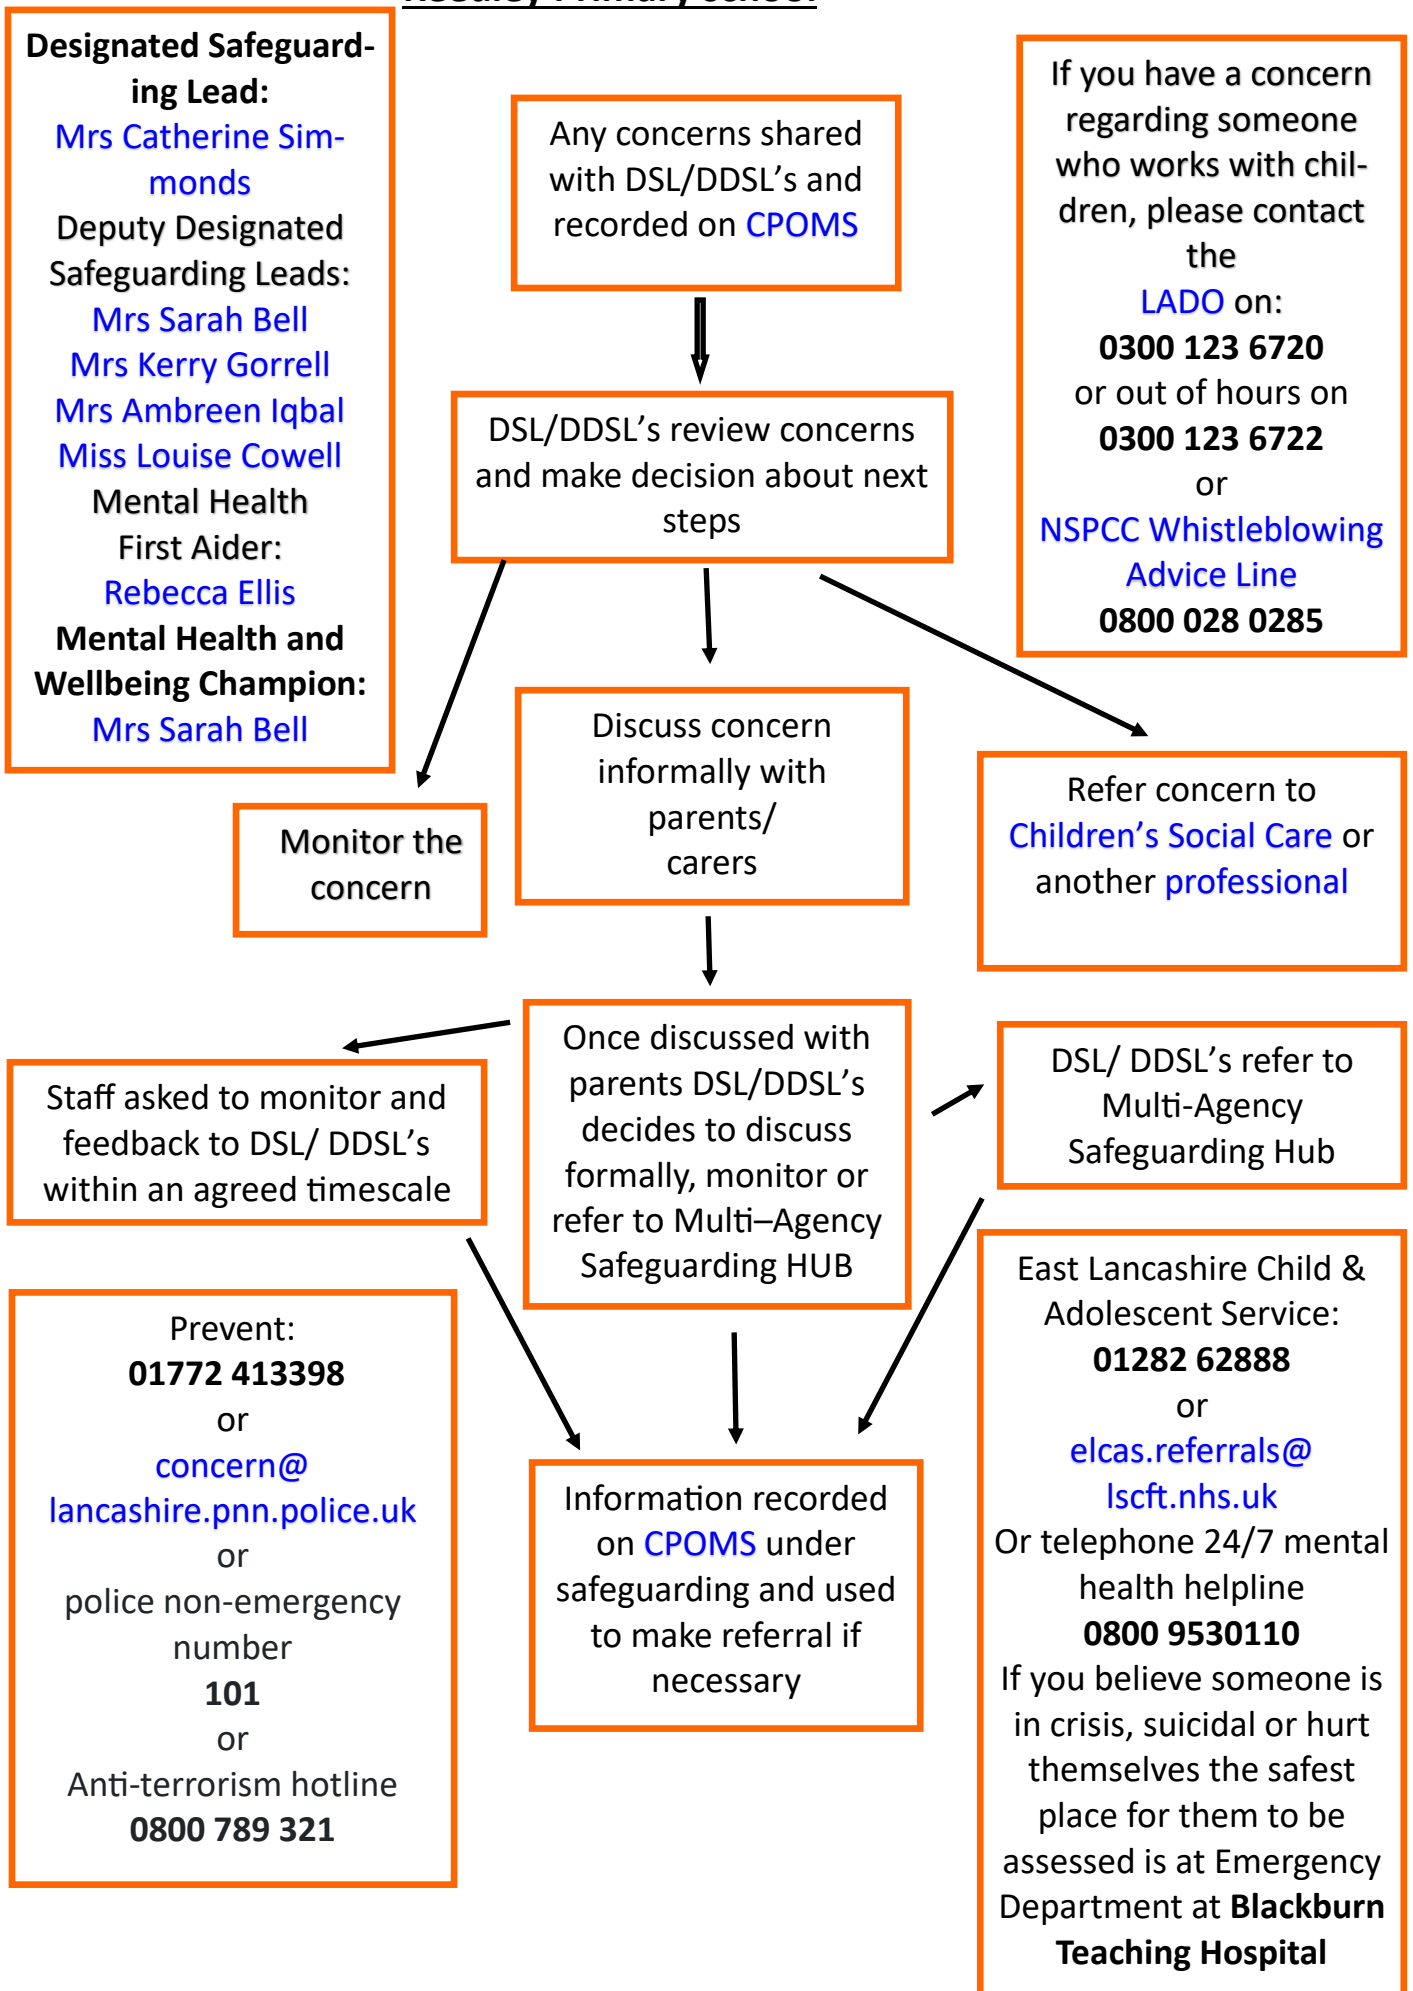 Reedley Primary School
Designated Safeguard-
ing Lead:
Mrs Catherine Sim-
monds
Deputy Designated
Safeguarding Leads:
Mrs Sarah Bell
Mrs Kerry Gorrell
Mrs Ambreen Iqbal
Miss Louise Cowell
Mental Health
First Aider:
Rebecca Ellis
Mental Health and
Wellbeing Champion:
Mrs Sarah Bell
Any concerns shared
with DSL/DDSL’s and
recorded on CPOMS
If you have a concern
regarding someone
who works with chil-
dren, please contact
the
LADO on:
0300 123 6720
or out of hours on
0300 123 6722
or
NSPCC Whistleblowing
Advice Line
0800 028 0285
DSL/DDSL’s review concerns
and make decision about next
steps
Monitor the
concern
Discuss concern
informally with
parents/
carers
Refer concern to
Children’s Social Care or
another professional
Staff asked to monitor and
feedback to DSL/ DDSL’s
within an agreed timescale
Once discussed with
parents DSL/DDSL’s
decides to discuss
formally, monitor or
refer to Multi–Agency
Safeguarding HUB
DSL/ DDSL’s refer to
Multi-Agency
Safeguarding Hub
Prevent:
01772 413398
or
concern@
lancashire.pnn.police.uk
or
police non-emergency
number
101
or
Anti-terrorism hotline
0800 789 321
Information recorded
on CPOMS under
safeguarding and used
to make referral if
necessary
East Lancashire Child &
Adolescent Service:
01282 62888
or
elcas.referrals@
lscft.nhs.uk
Or telephone 24/7 mental
health helpline
0800 9530110
If you believe someone is
in crisis, suicidal or hurt
themselves the safest
place for them to be
assessed is at Emergency
Department at Blackburn
Teaching Hospital